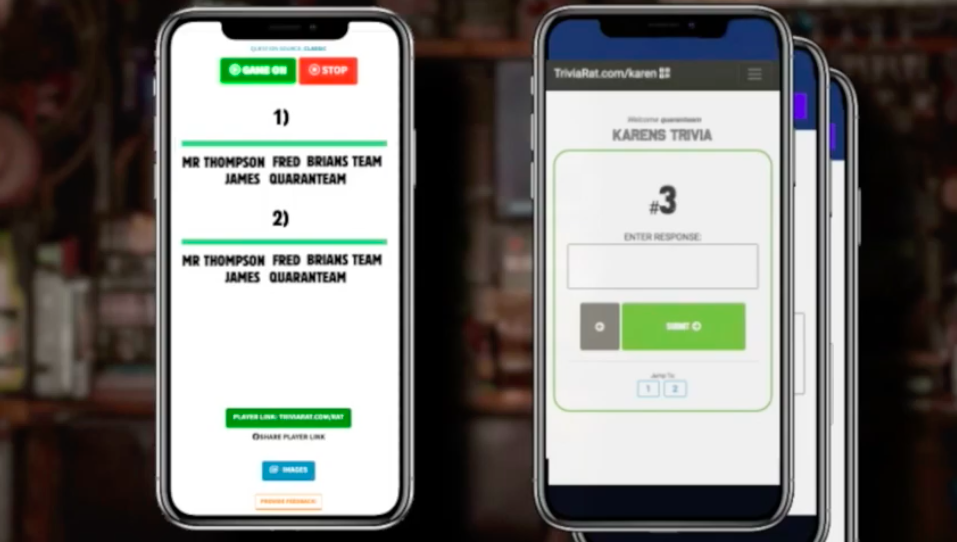 QUESTION SOURCE: CLASSIC
GAME ON
STOP
1)
MR THOMPSON FRED BRIANS TEAM
JAMES QUARANTEAM
2)
MR THOMPSON FRED BRIANS TEAM
JAMES QUARANTEAM
PLAYER LINK: TRIVIARAT.COM/RAT
SHARE PLAYER LINK
IMAGES
PROVIDE FEEDBACK
TriviaRat.com/karen
Welcome quaranteam
KARENS TRIVIA
#3
ENTER RESPONSE:
SUBMIT
Jump To:
1 2